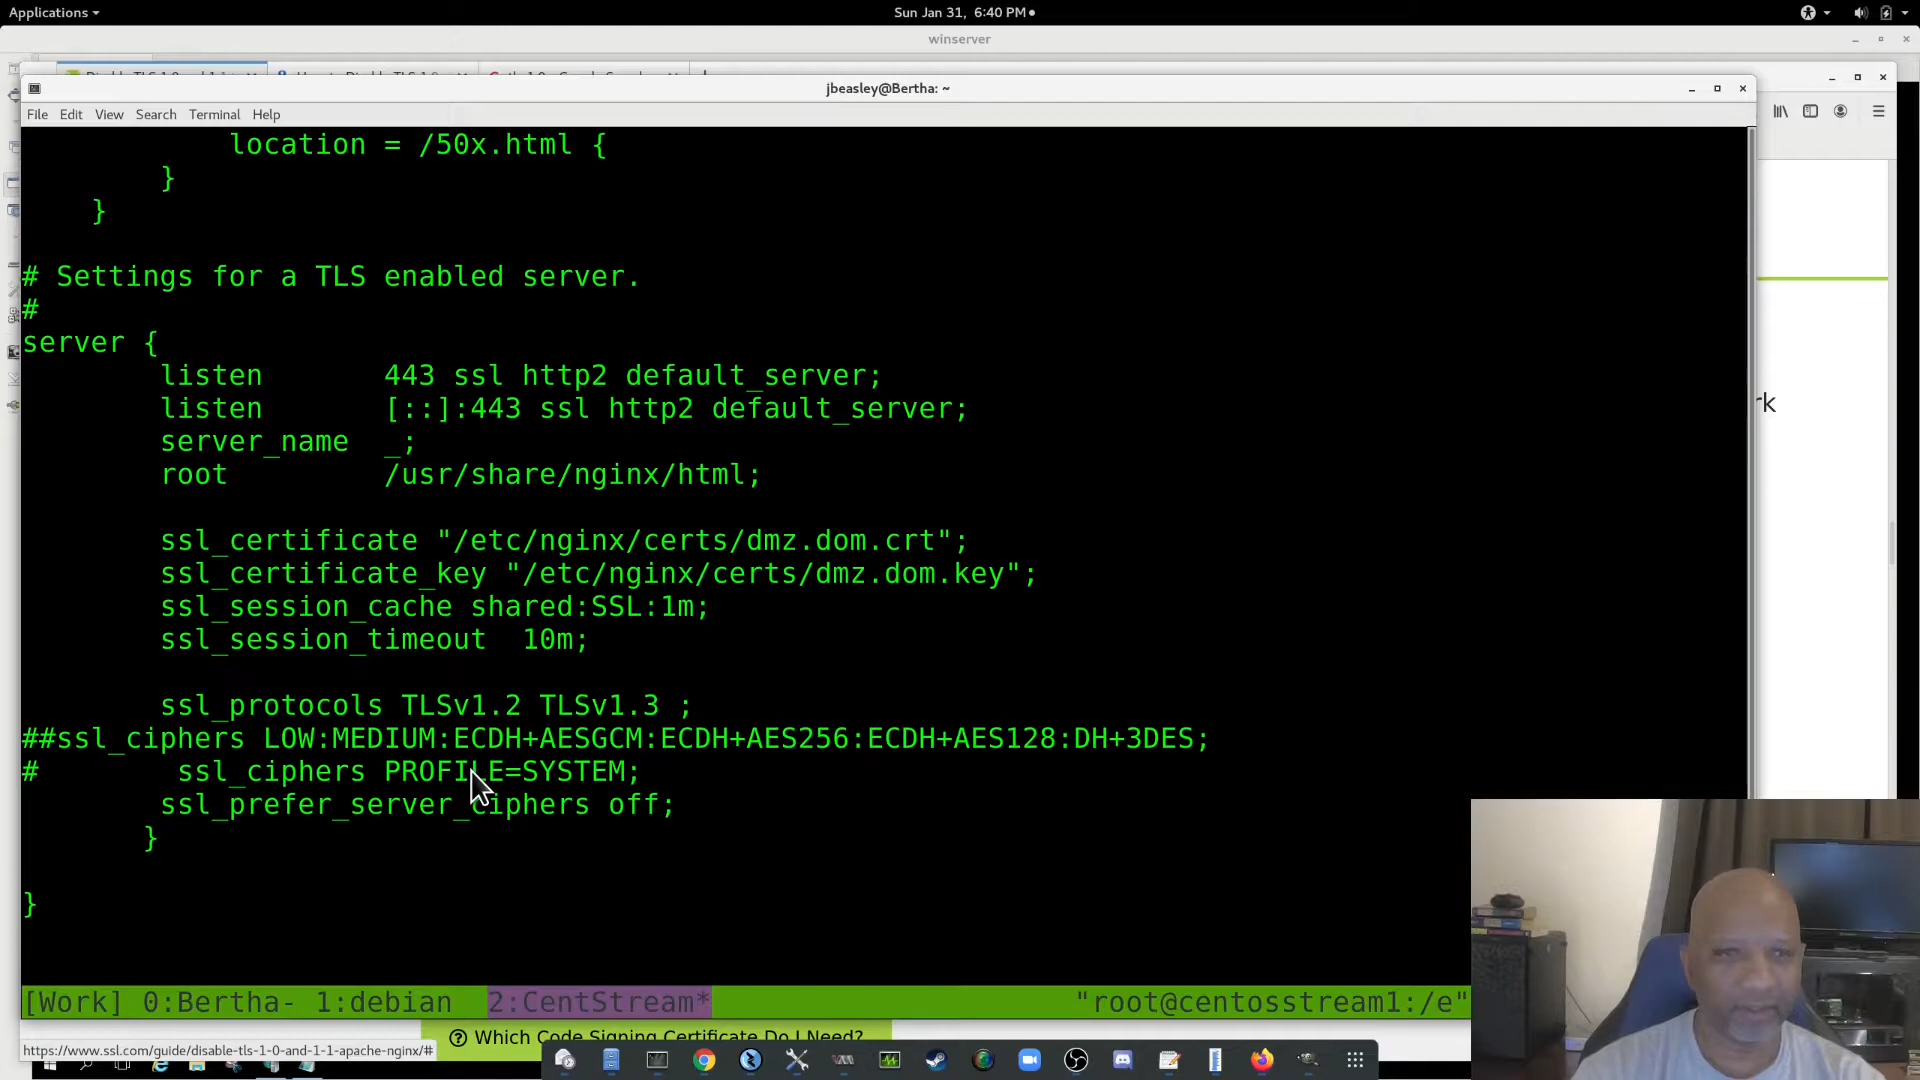 Applications
Sun Jan 31, 6:40 PM
winserver
jbeasley@Bertha: ~
File Edit View Search Terminal Help
location = /50x.html {
}
}
# Settings for a TLS enabled server.
#
server {
listen 443 ssl http2 default_server;
listen [::]:443 ssl http2 default_server;
server_name _;
root /usr/share/nginx/html;
ssl_certificate "/etc/nginx/certs/dmz.dom.crt";
ssl_certificate_key "/etc/nginx/certs/dmz.dom.key";
ssl_session_cache shared:SSL:1m;
ssl_session_timeout 10m;
ssl_protocols TLSv1.2 TLSv1.3 ;
##ssl_ciphers LOW:MEDIUM:ECDH+AESGCM:ECDH+AES256:ECDH+AES128:DH+3DES;
# ssl_ciphers PROFILE=SYSTEM;
ssl_prefer_server_ciphers off;
}
}
rk
[Work] 0:Bertha- 1:debian 2:CentStream* "root@centosstream1:/e"
Which Code Signing Certificate Do I Need?
https://www.ssl.com/guide/disable-tls-1-0-and-1-1-apache-nginx/#